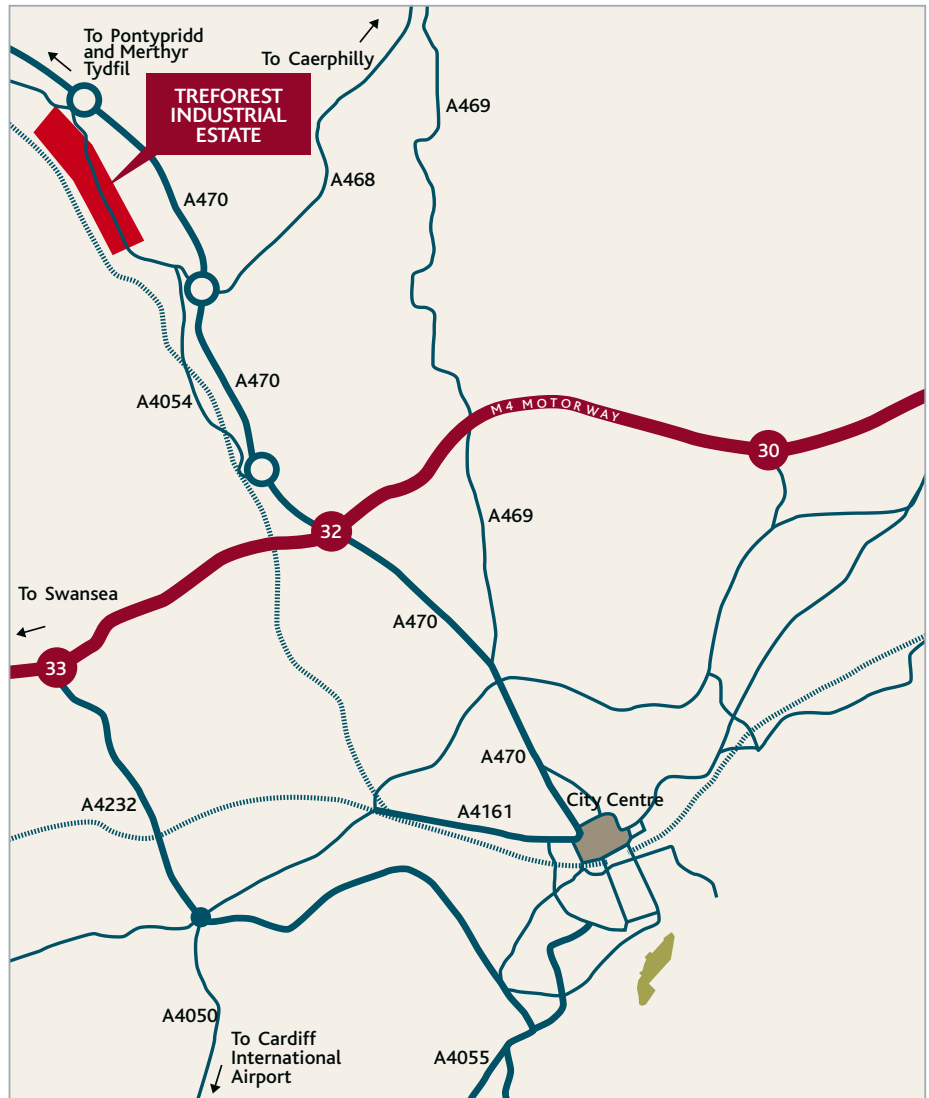 To Pontypridd
and Merthyr
Tydfil
To Caerphilly
TREFOREST
INDUSTRIAL
ESTATE
A469
A468
A470
A470
A4054
M4 MOTORWAY
30
A469
32
To Swansea
A470
33
A470
City Centre
A4232
A4161
A4050
To Cardiff
International
Airport
A4055